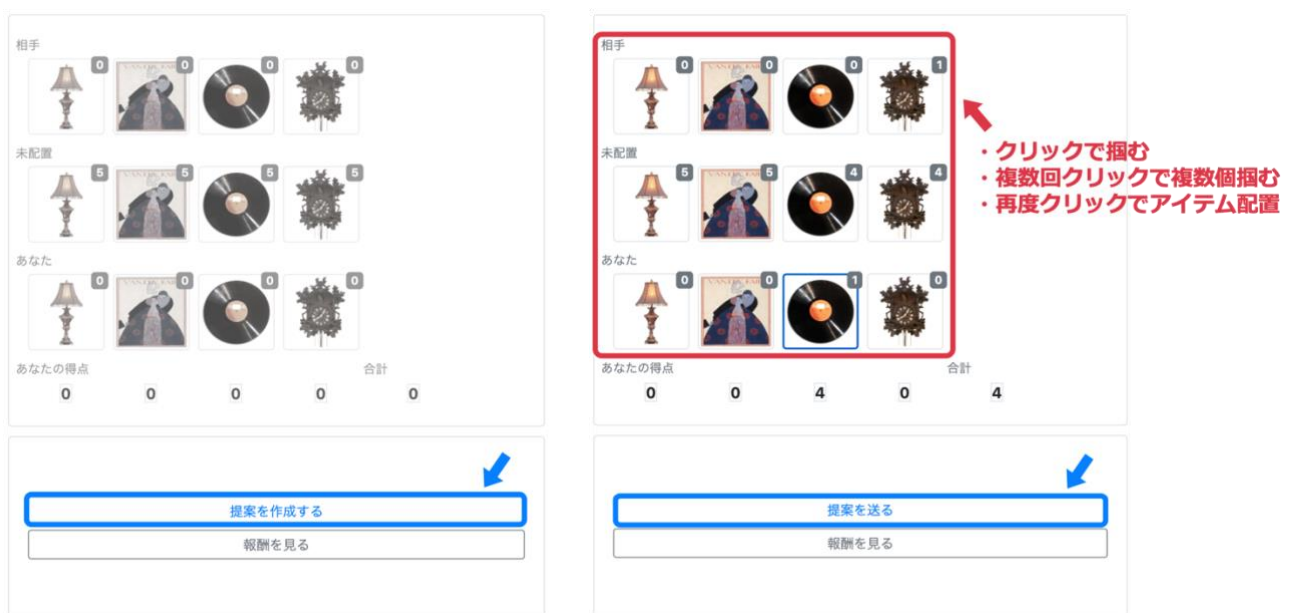 相手
0 0 0 0
未配置
5 5 5 5
あなた
0 0 0 0
あなたの得点 合計
0 0 0 0 0
提案を作成する
報酬を見る
相手
0 0 0 1
未配置
5 5 4 4
あなた
0 0 1 0
あなたの得点 合計
0 0 4 0 4
・クリックで掴む
・複数回クリックで複数個掴む
・再度クリックでアイテム配置
提案を送る
報酬を見る